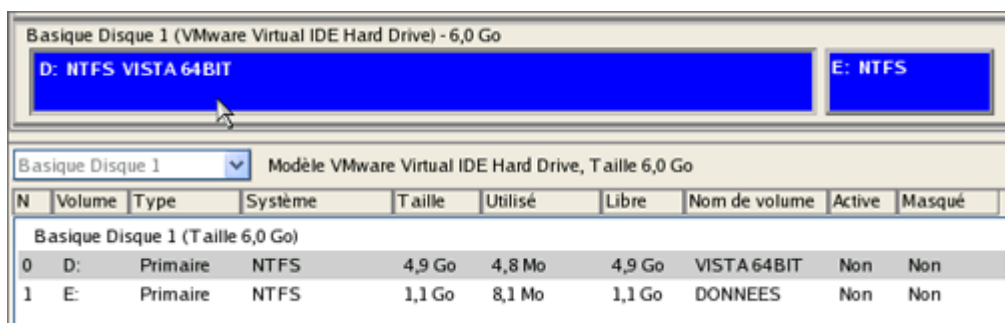 Basique Disque 1 (VMware Virtual IDE Hard Drive) - 6,0 Go
D: NTFS VISTA 64BIT E: NTFS
Basique Disque 1 Modèle VMware Virtual IDE Hard Drive, Taille 6,0 Go
N Volume Type Système Taille Utilisé Libre Nom de volume Active Masqué
Basique Disque 1 (Taille 6,0 Go)
0 D: Primaire NTFS 4,9 Go 4,8 Mo 4,9 Go VISTA 64BIT Non Non
1 E: Primaire NTFS 1,1 Go 8,1 Mo 1,1 Go DONNEES Non Non